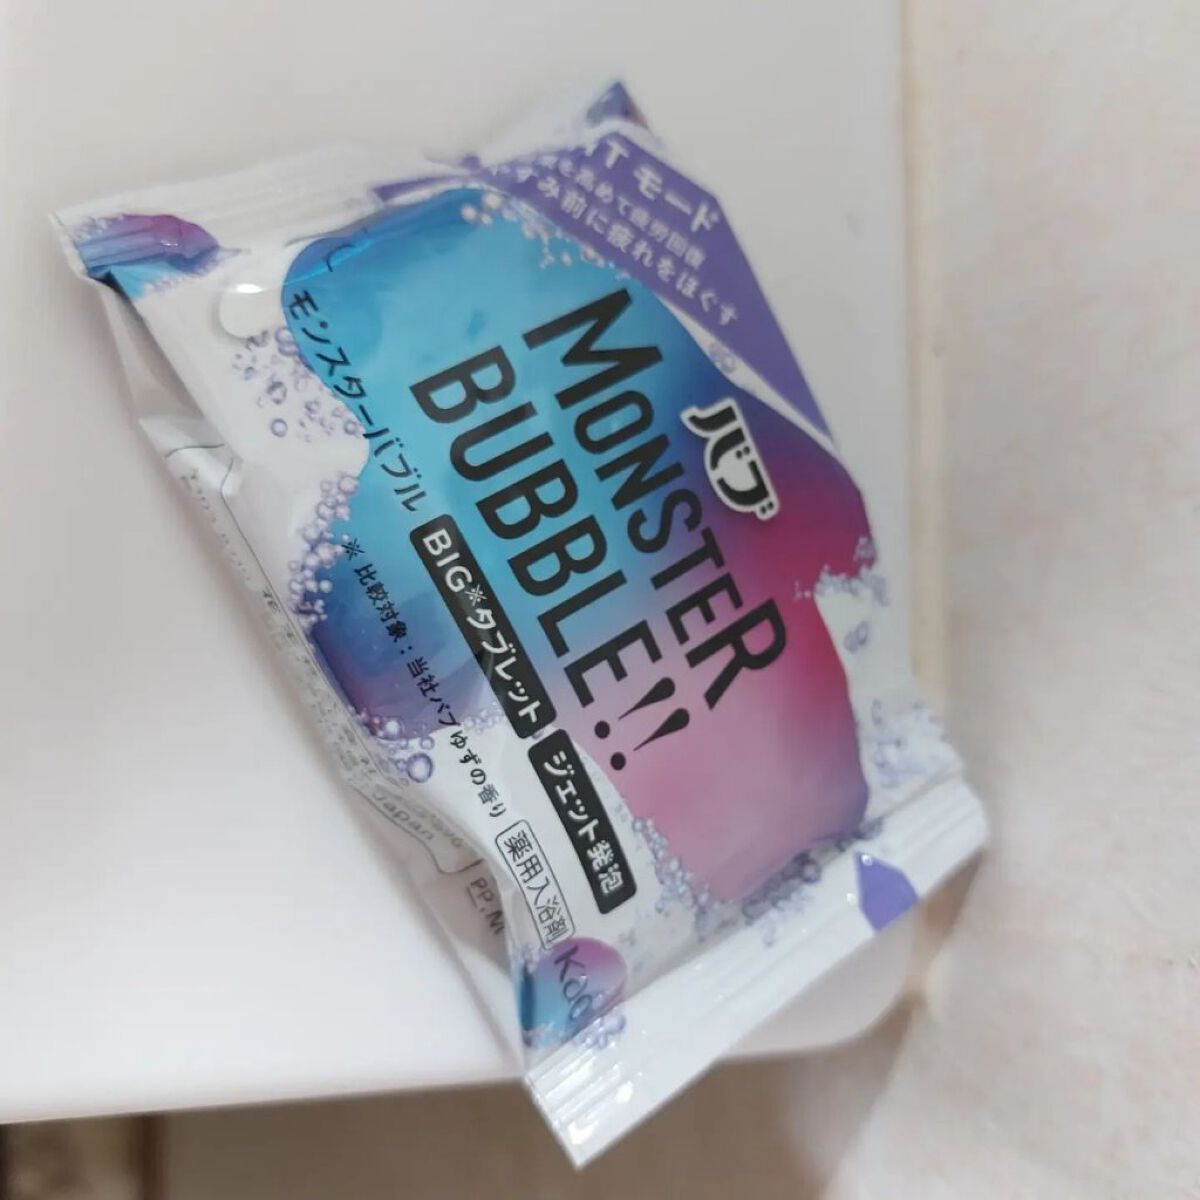 モード
を高めて疲労回復
すみ前に疲れをほぐす
バブ
MONSTER
BUBBLE!!
モンスターバブル
BIG※タブレット
ジェット発泡
※ 比較対象：当社バブゆずの香り
薬用入浴剤
Kao
Japan
PP,M